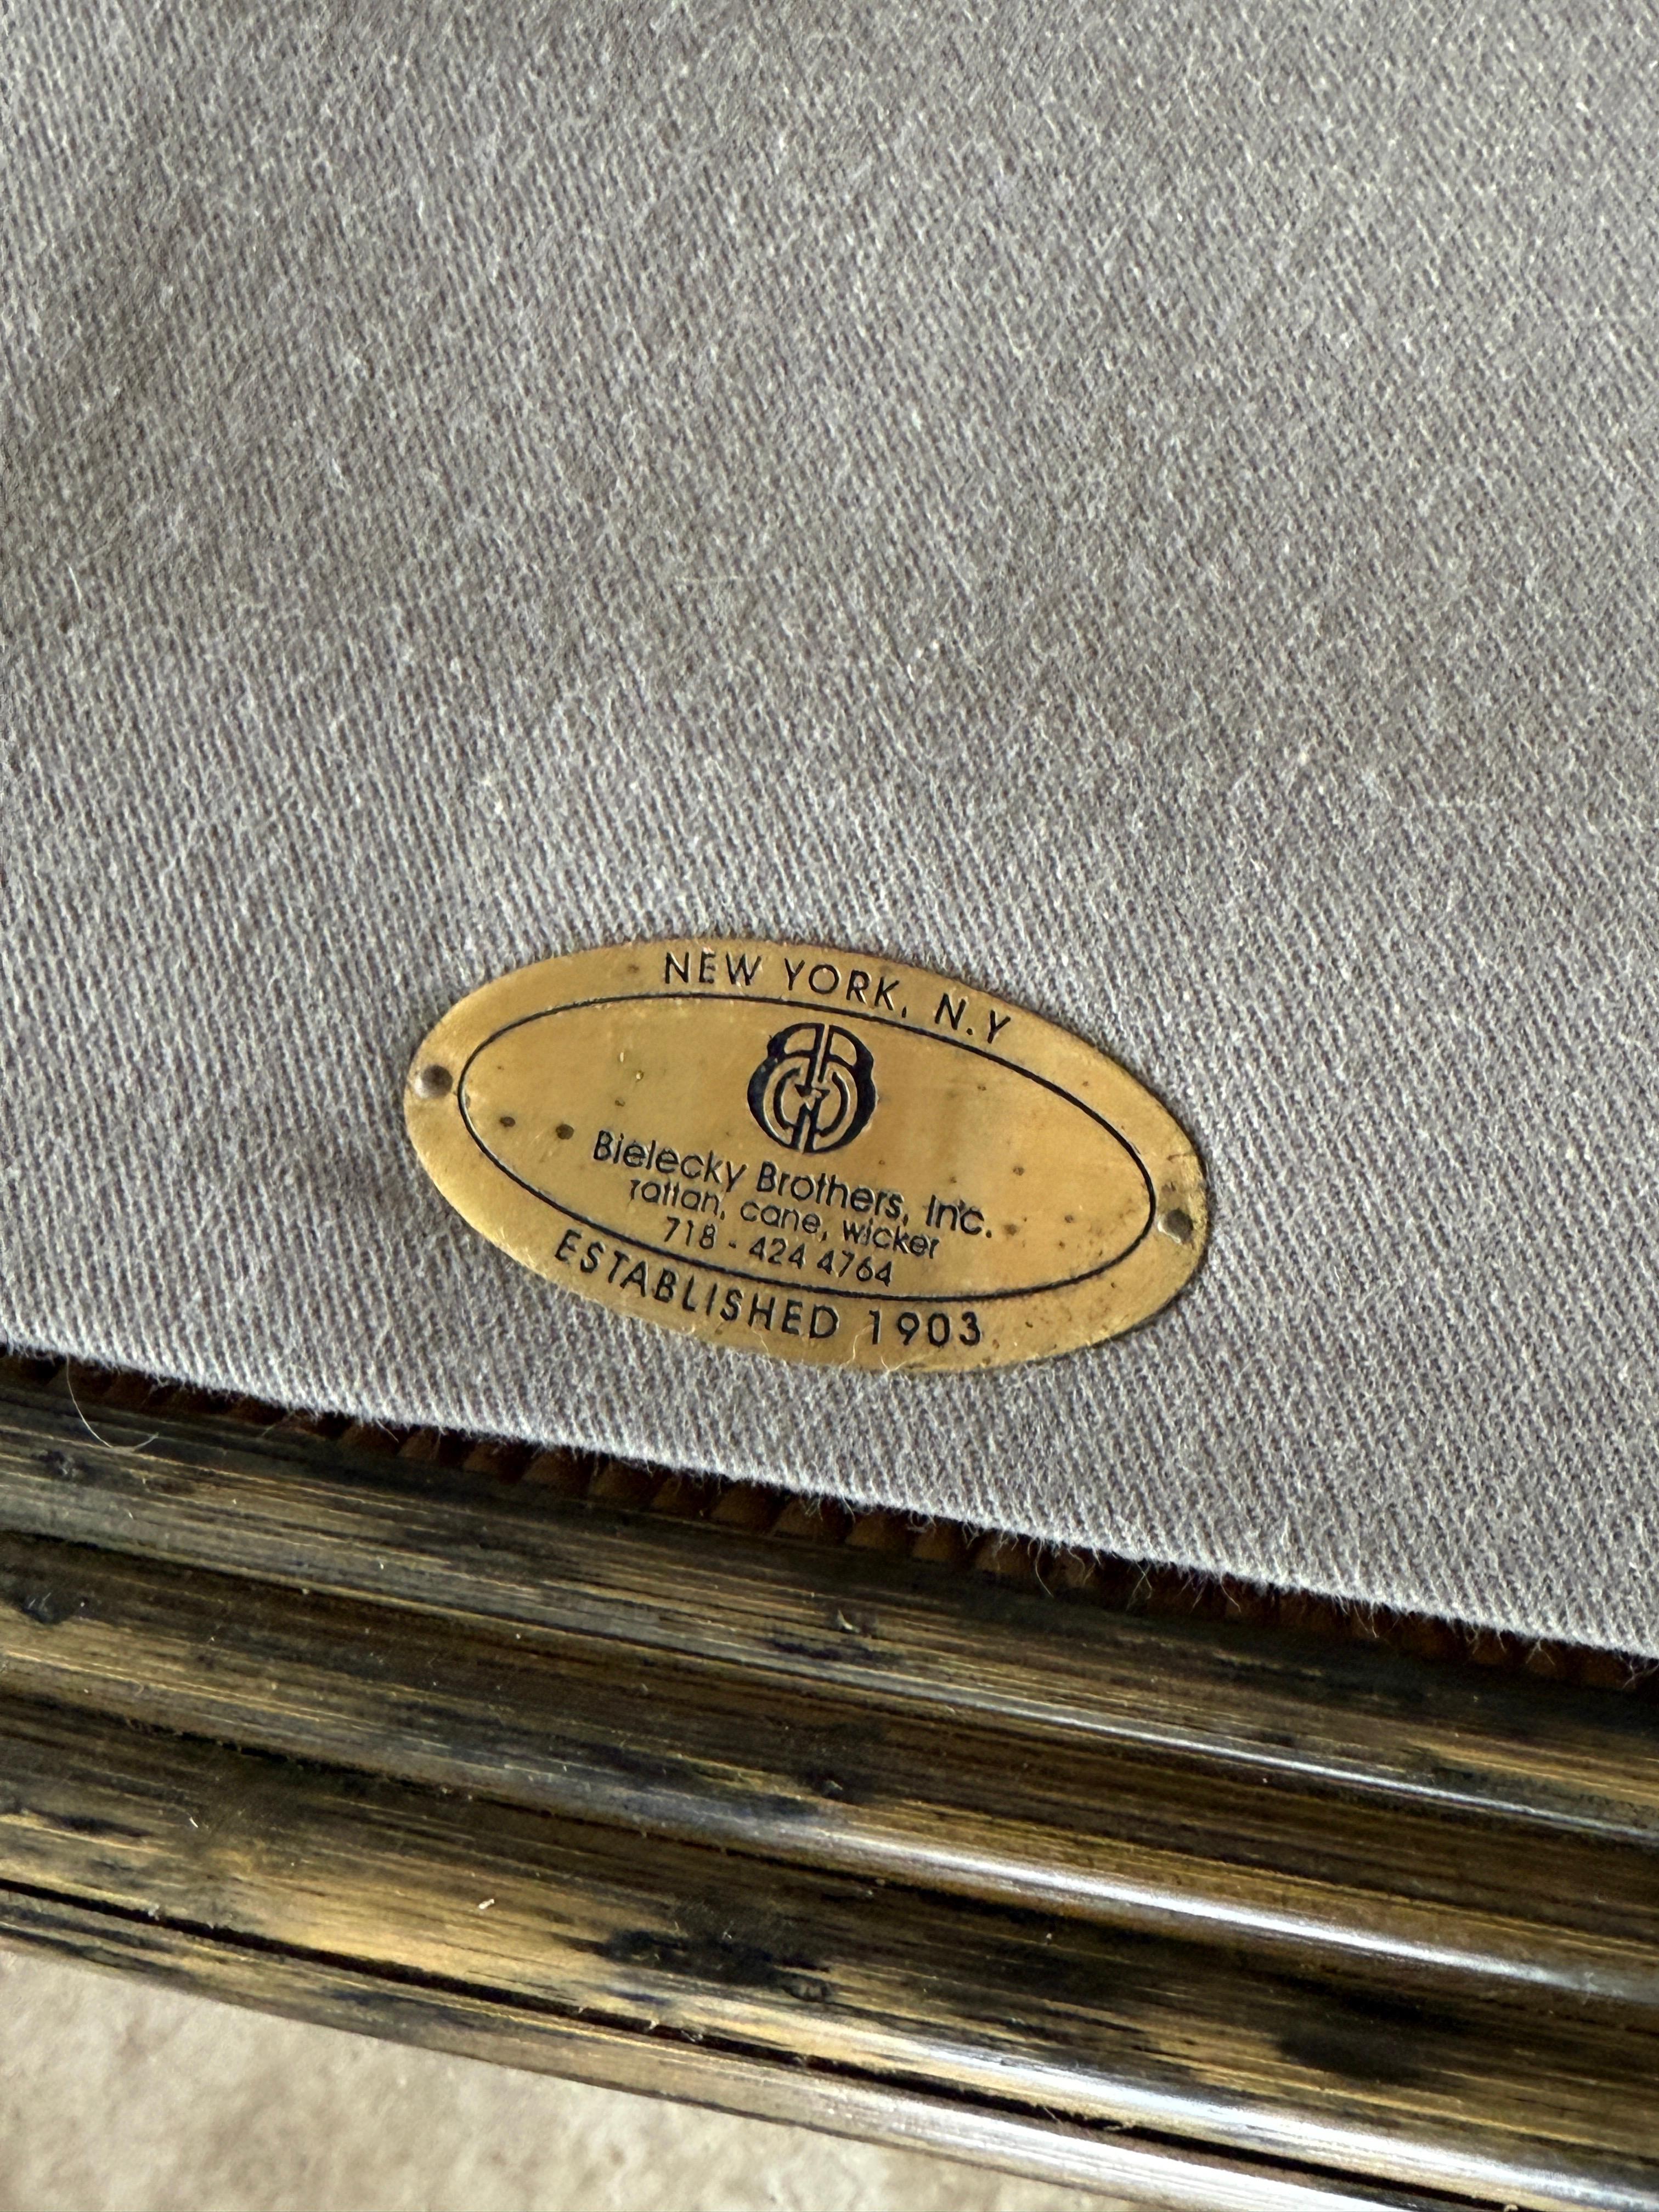 NEW YORK, N.Y
Bielecky Brothers, Inc.
rattan, cane, wicker
718 - 424 4764
ESTABLISHED 1903